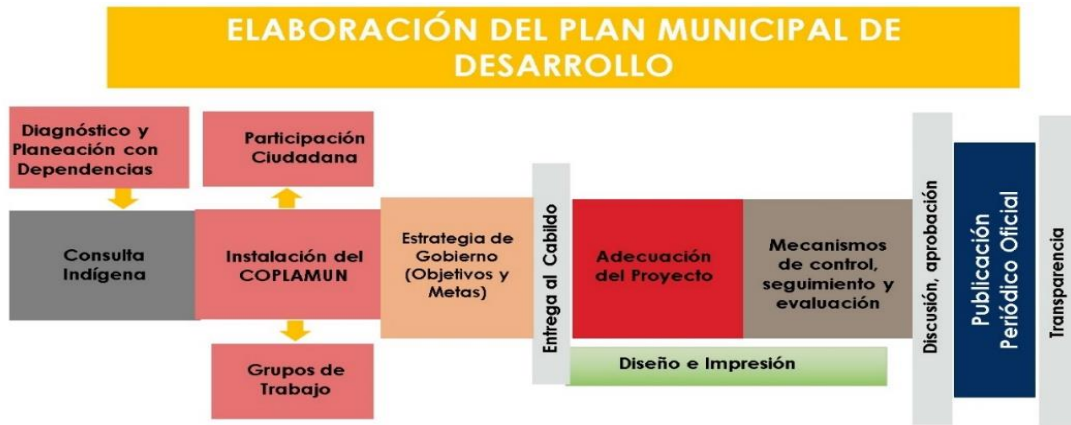 ELABORACIÓN DEL PLAN MUNICIPAL DE
DESARROLLO
Diagnóstico y
Planeación con
Dependencias
Participación
Ciudadana
Consulta
Indígena
Instalación del
COPLAMUN
Grupos de
Trabajo
Estrategia de
Gobierno
(Objetivos y
Metas)
Entrega al Cabildo
Adecuación
del Proyecto
Mecanismos
de control,
seguimiento y
evaluación
Diseño e Impresión
Discusión, aprobación
Publicación
Periódico Oficial
Transparencia